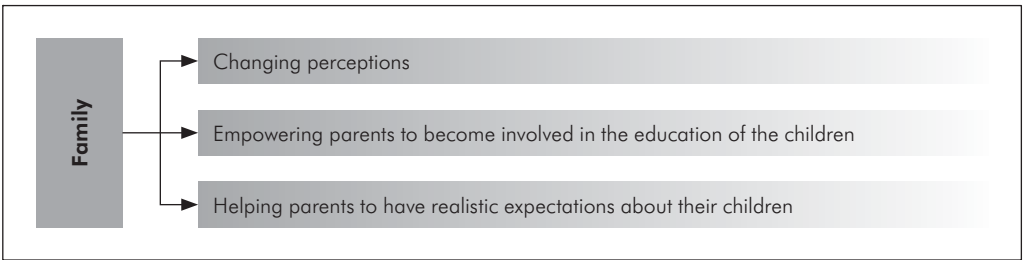 Family
Changing perceptions
Empowering parents to become involved in the education of the children
Helping parents to have realistic expectations about their children